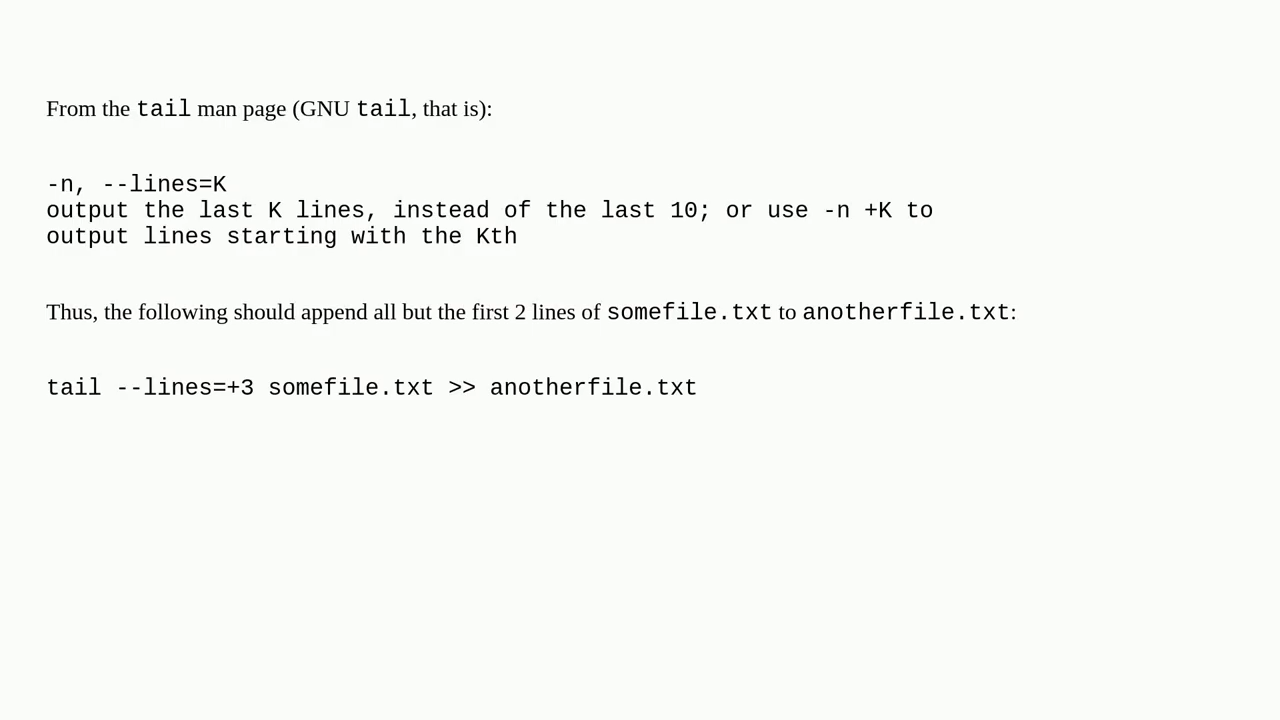 From the tail man page (GNU tail, that is):
-n, --lines=K
output the last K lines, instead of the last 10; or use -n +K to
output lines starting with the Kth
Thus, the following should append all but the first 2 lines of somefile.txt to anotherfile.txt:
tail --lines=+3 somefile.txt >> anotherfile.txt